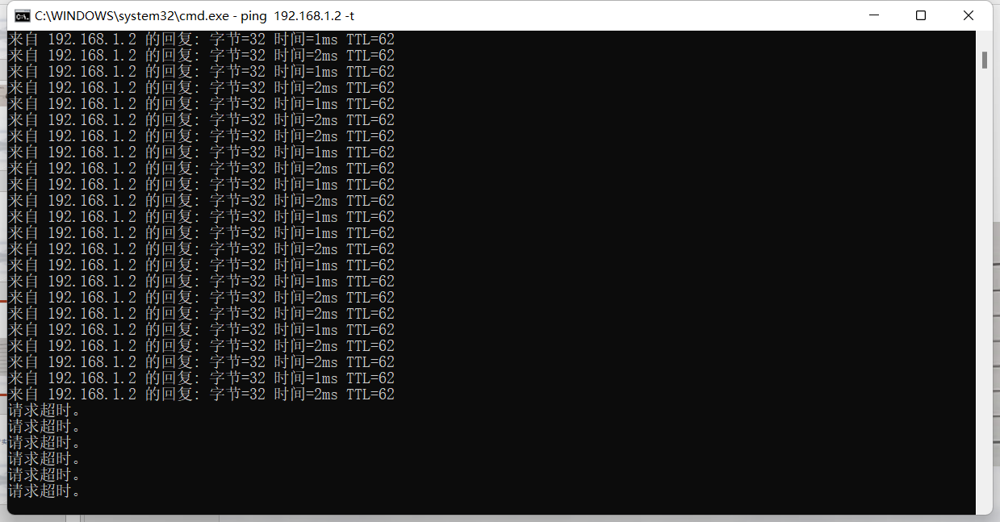 C:\WINDOWS\system32\cmd.exe - ping  192.168.1.2 -t
来自 192.168.1.2 的回复: 字节=32 时间=1ms TTL=62
来自 192.168.1.2 的回复: 字节=32 时间=2ms TTL=62
来自 192.168.1.2 的回复: 字节=32 时间=1ms TTL=62
来自 192.168.1.2 的回复: 字节=32 时间=2ms TTL=62
来自 192.168.1.2 的回复: 字节=32 时间=1ms TTL=62
来自 192.168.1.2 的回复: 字节=32 时间=2ms TTL=62
来自 192.168.1.2 的回复: 字节=32 时间=2ms TTL=62
来自 192.168.1.2 的回复: 字节=32 时间=1ms TTL=62
来自 192.168.1.2 的回复: 字节=32 时间=2ms TTL=62
来自 192.168.1.2 的回复: 字节=32 时间=1ms TTL=62
来自 192.168.1.2 的回复: 字节=32 时间=2ms TTL=62
来自 192.168.1.2 的回复: 字节=32 时间=1ms TTL=62
来自 192.168.1.2 的回复: 字节=32 时间=1ms TTL=62
来自 192.168.1.2 的回复: 字节=32 时间=2ms TTL=62
来自 192.168.1.2 的回复: 字节=32 时间=1ms TTL=62
来自 192.168.1.2 的回复: 字节=32 时间=1ms TTL=62
来自 192.168.1.2 的回复: 字节=32 时间=2ms TTL=62
来自 192.168.1.2 的回复: 字节=32 时间=2ms TTL=62
来自 192.168.1.2 的回复: 字节=32 时间=1ms TTL=62
来自 192.168.1.2 的回复: 字节=32 时间=2ms TTL=62
来自 192.168.1.2 的回复: 字节=32 时间=2ms TTL=62
来自 192.168.1.2 的回复: 字节=32 时间=1ms TTL=62
来自 192.168.1.2 的回复: 字节=32 时间=2ms TTL=62
请求超时。
请求超时。
请求超时。
请求超时。
请求超时。
请求超时。